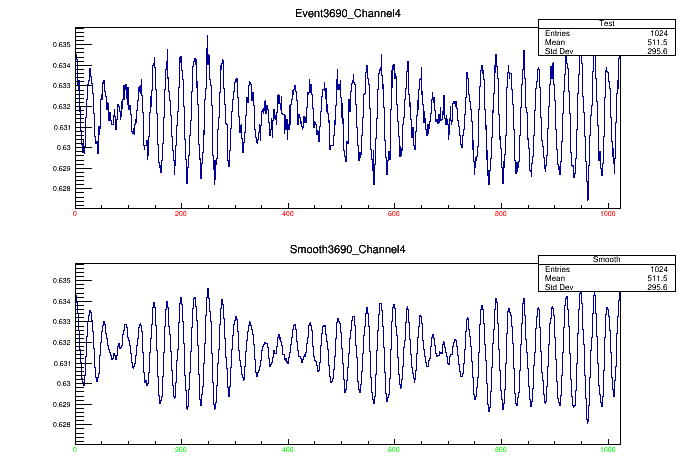 Event3690_Channel4
Test
Entries 1024
Mean 511.5
Std Dev 295.6
0.635
0.634
0.633
0.632
0.631
0.63
0.629
0.628
0 200 400 600 800 1000
Smooth3690_Channel4
Smooth
Entries 1024
Mean 511.5
Std Dev 295.6
0.635
0.634
0.633
0.632
0.631
0.63
0.629
0.628
0 200 400 600 800 1000